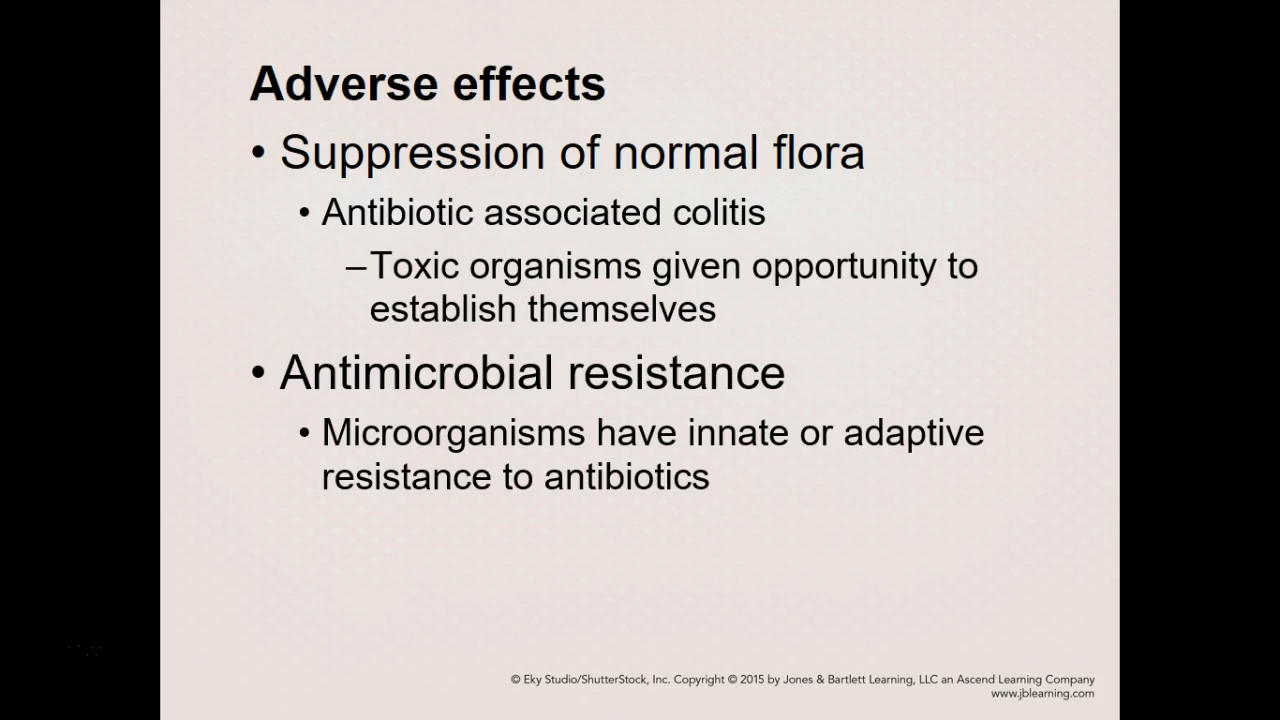 Adverse effects
• Suppression of normal flora
• Antibiotic associated colitis
–Toxic organisms given opportunity to
establish themselves
• Antimicrobial resistance
• Microorganisms have innate or adaptive
resistance to antibiotics
© Eky Studio/ShutterStock, Inc. Copyright © 2015 by Jones & Bartlett Learning, LLC an Ascend Learning Company
www.jblearning.com